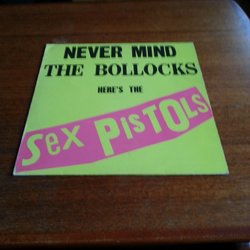 NEVER MIND
THE BOLLOCKS
HERE'S THE
Sex PISTOLS